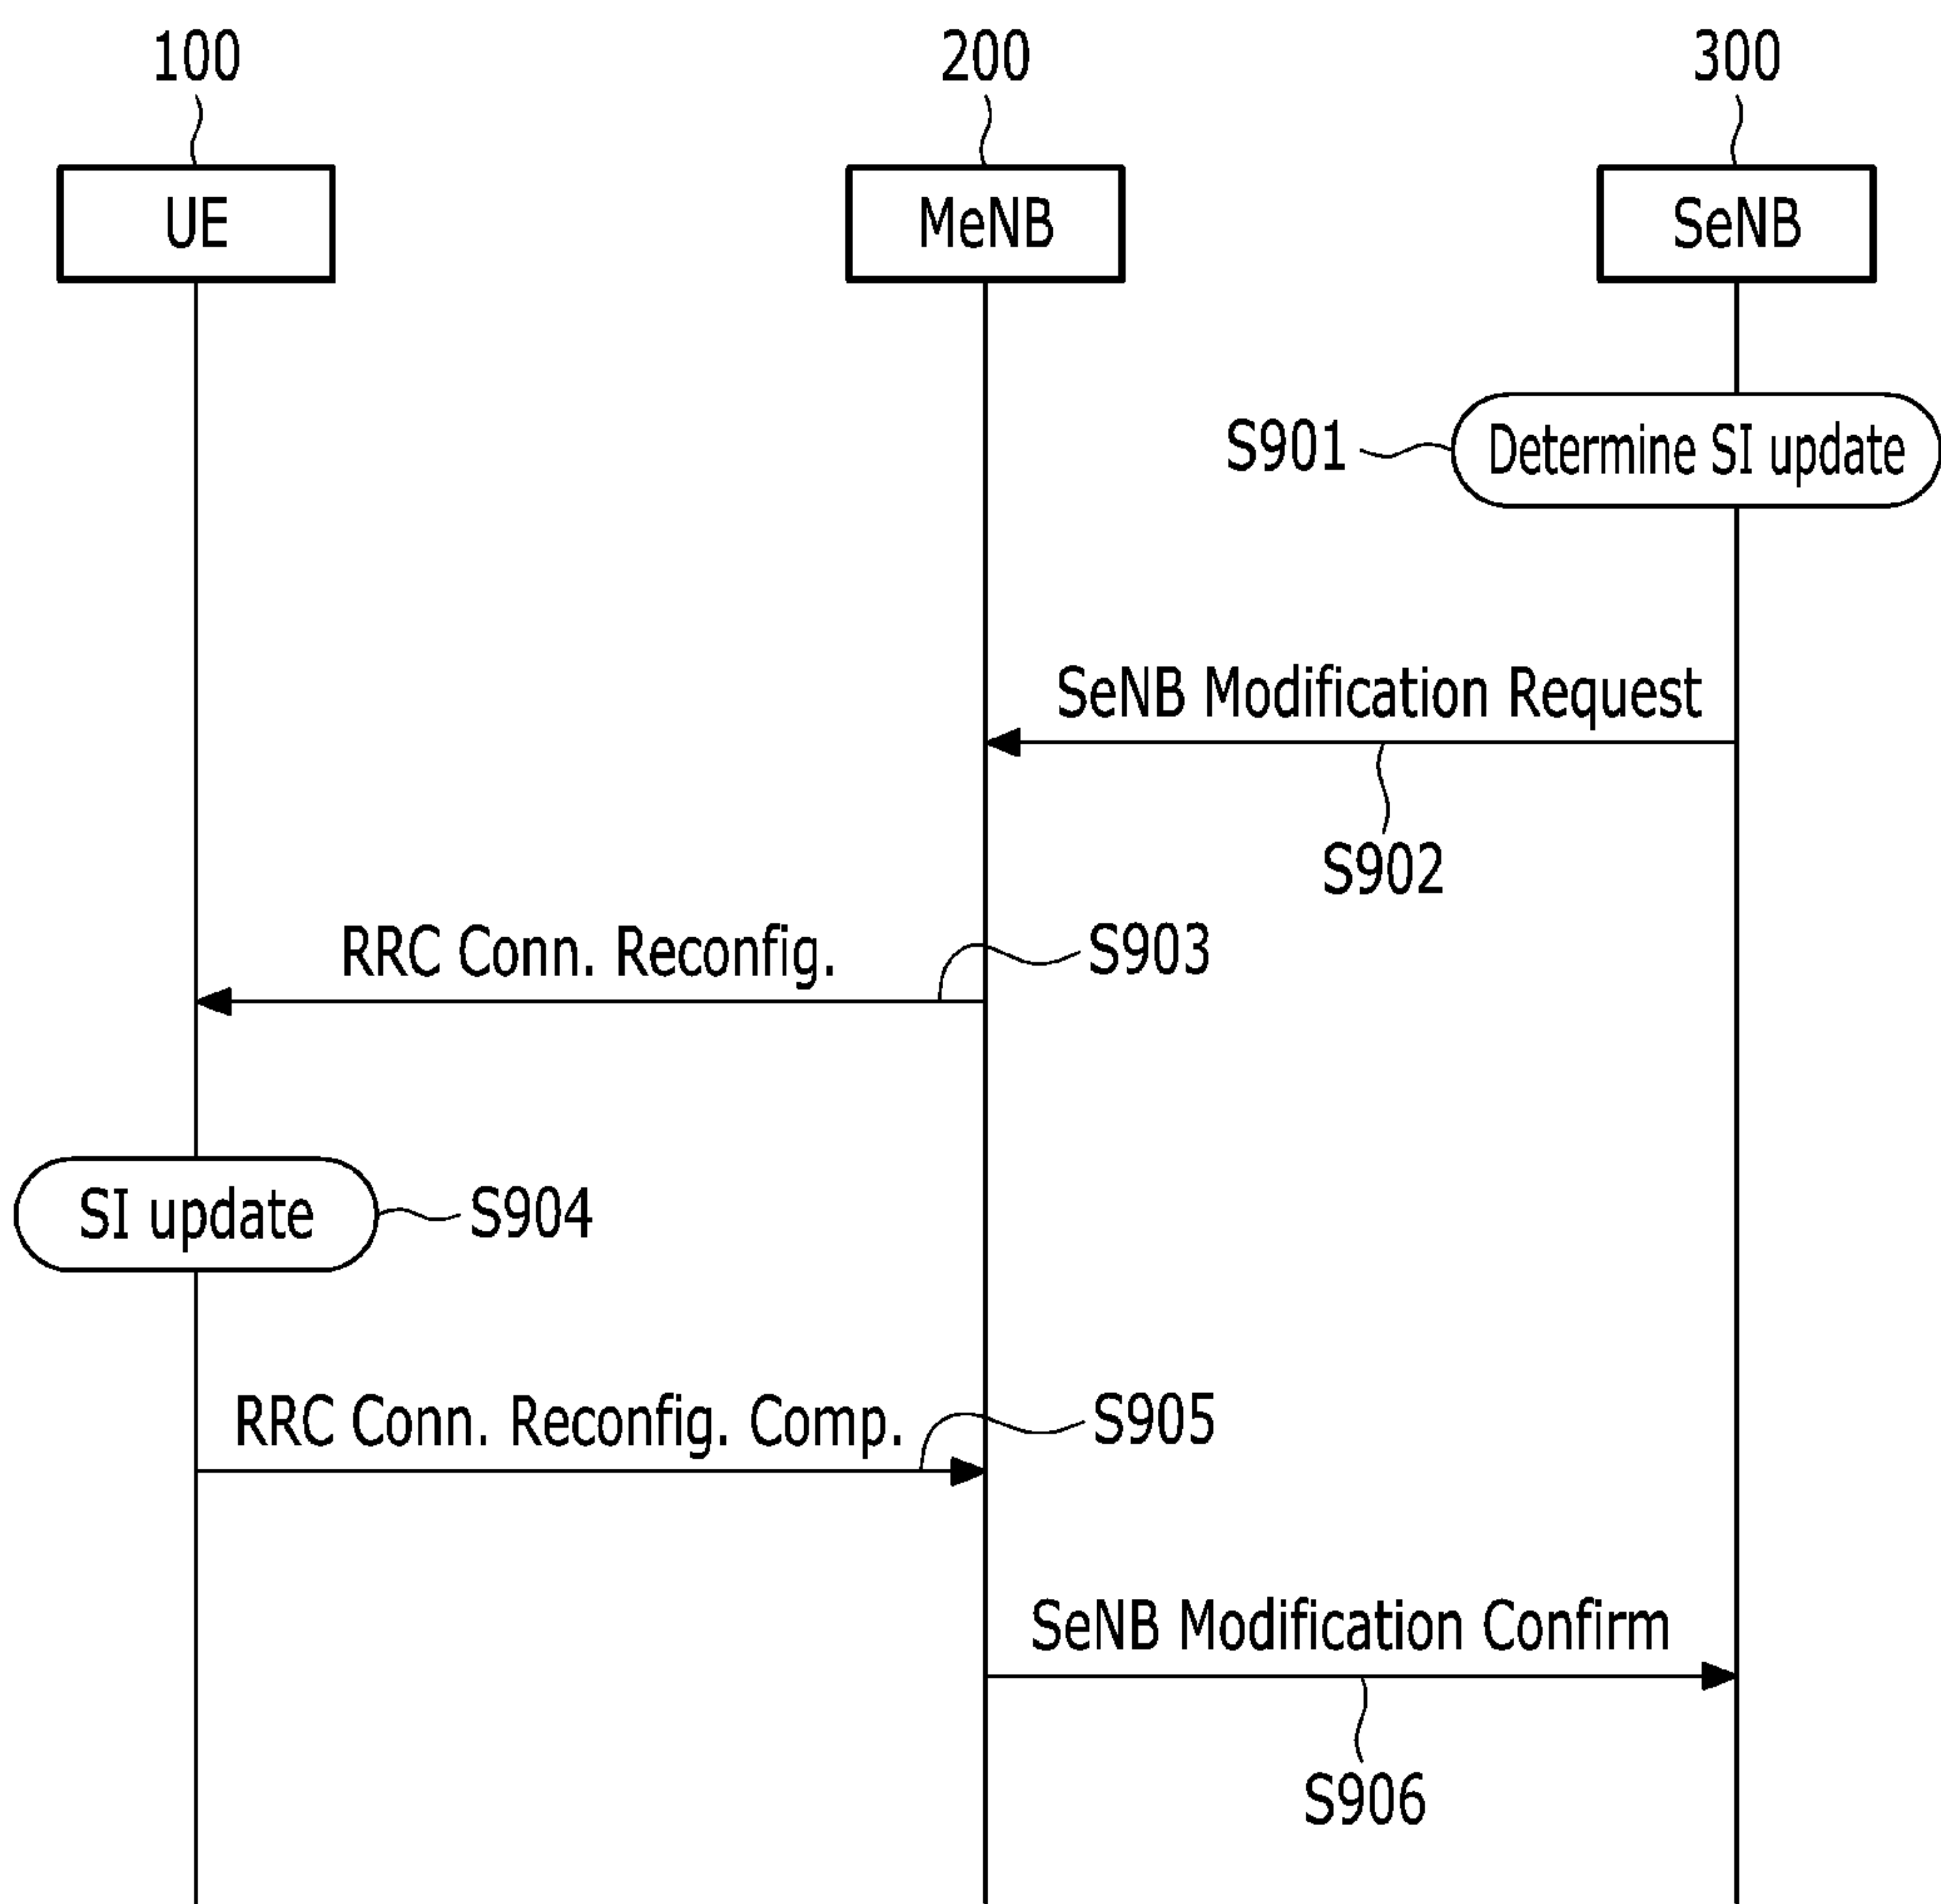 100
200
300
UE
MeNB
SeNB
S901
Determine SI update
SeNB Modification Request
S902
RRC Conn. Reconfig.
S903
SI update
S904
RRC Conn. Reconfig. Comp.
S905
SeNB Modification Confirm
S906